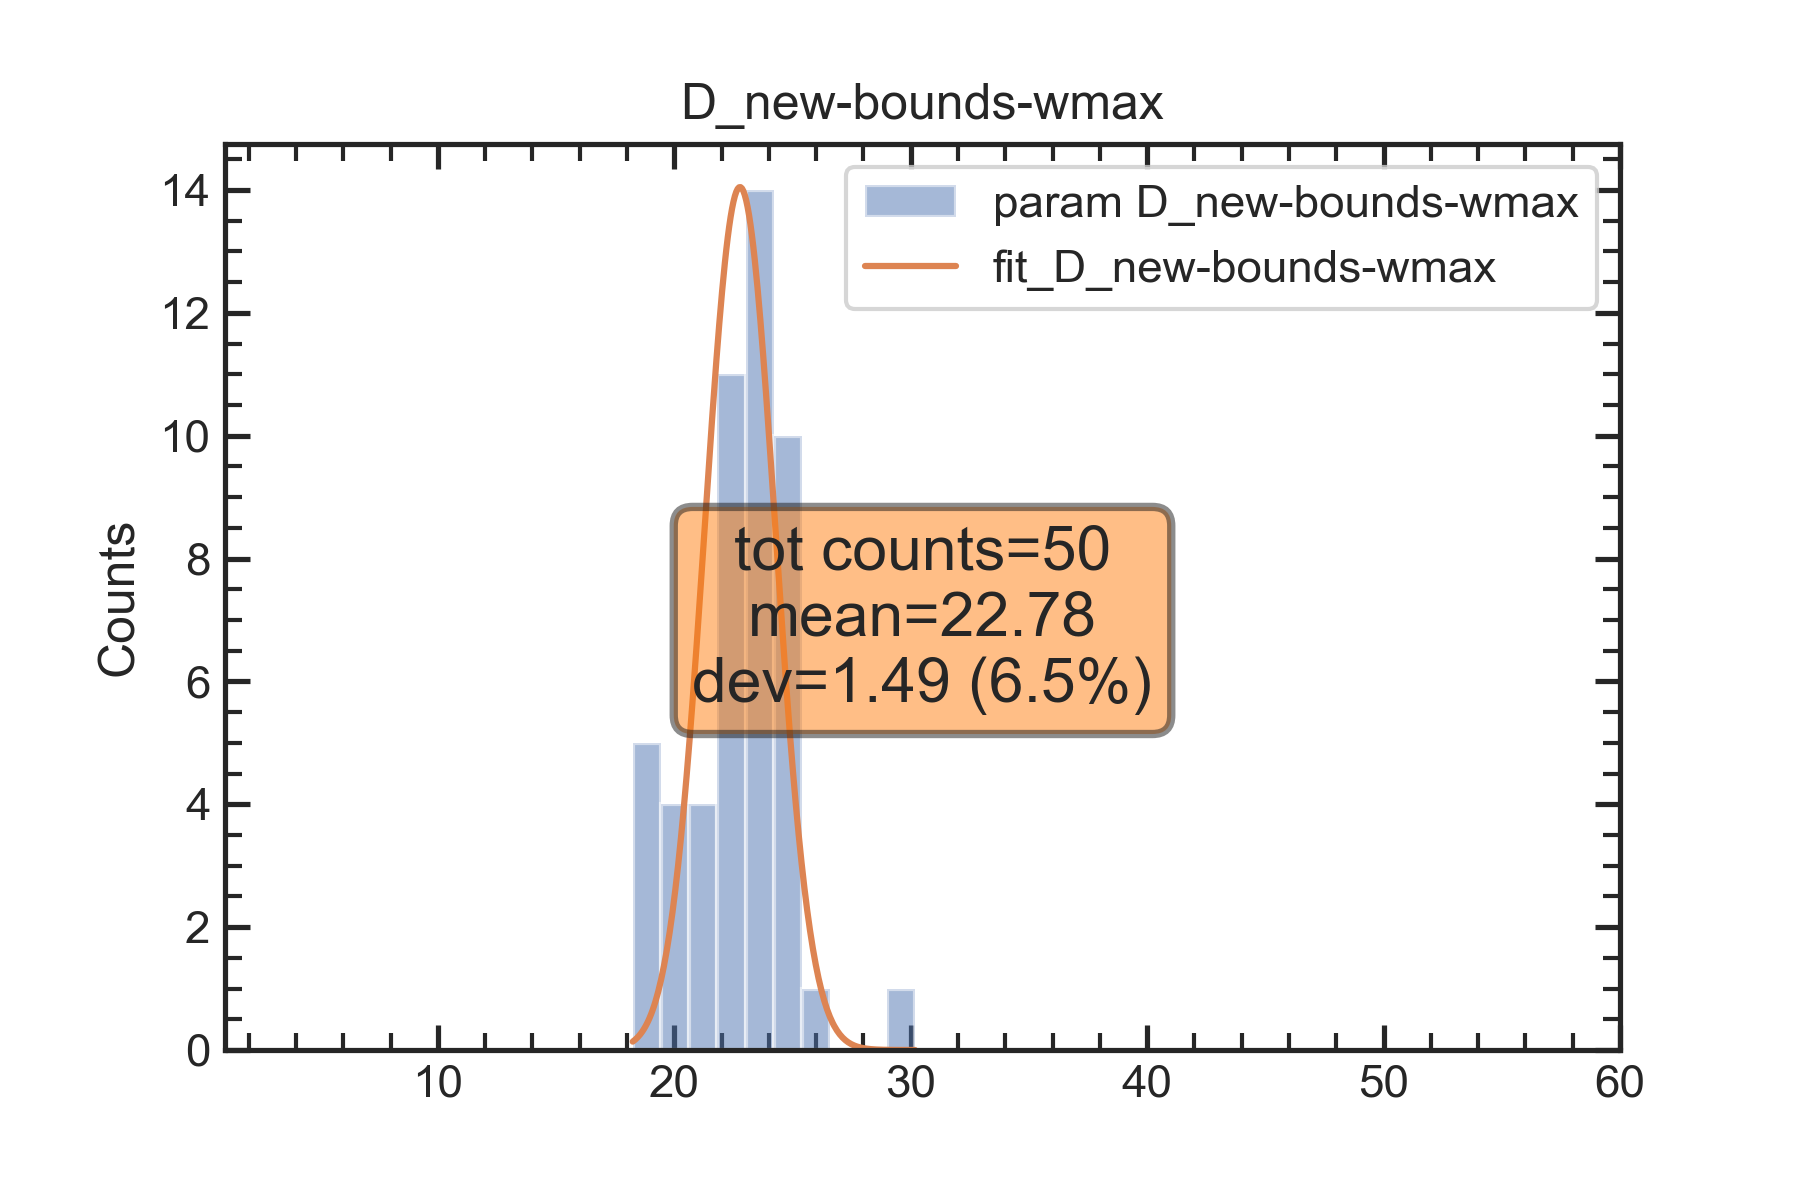 D_new-bounds-wmax
param D_new-bounds-wmax
fit_D_new-bounds-wmax
14
12
10
8
6
4
2
0
Counts
tot counts=50
mean=22.78
dev=1.49 (6.5%)
10 20 30 40 50 60